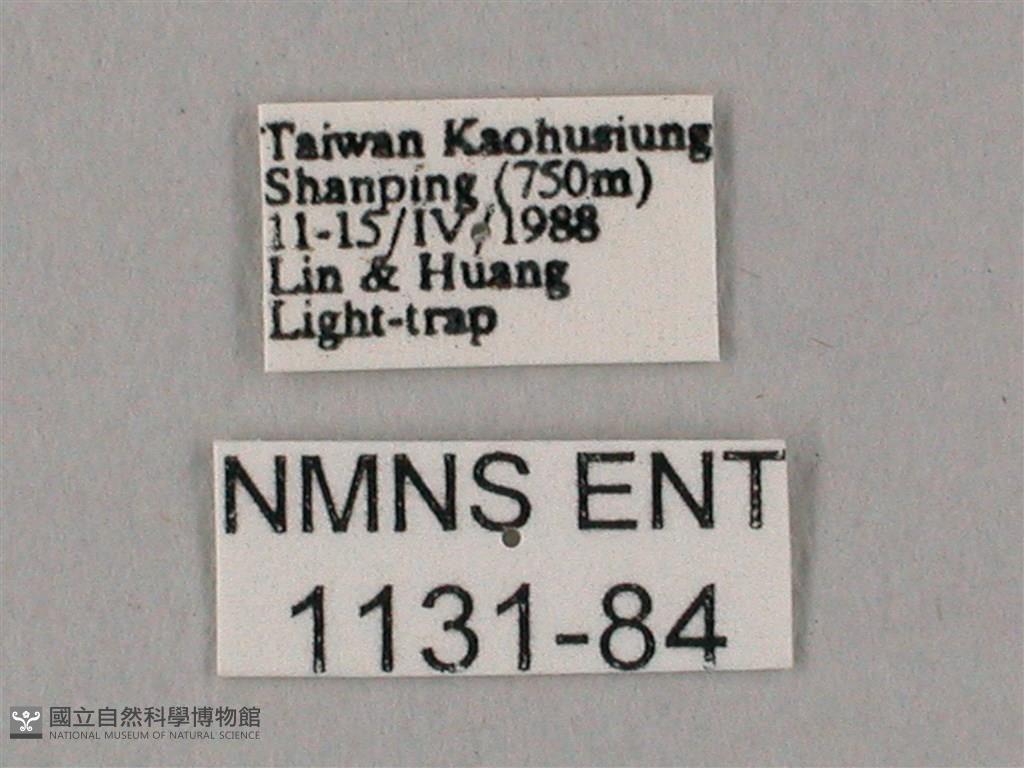 Taiwan Kaohusiung
Shanping (750m)
11-15/IV/1988
Lin & Huang
Light-trap
NMNS ENT
1131-84
國立自然科學博物館
NATIONAL MUSEUM OF NATURAL SCIENCE